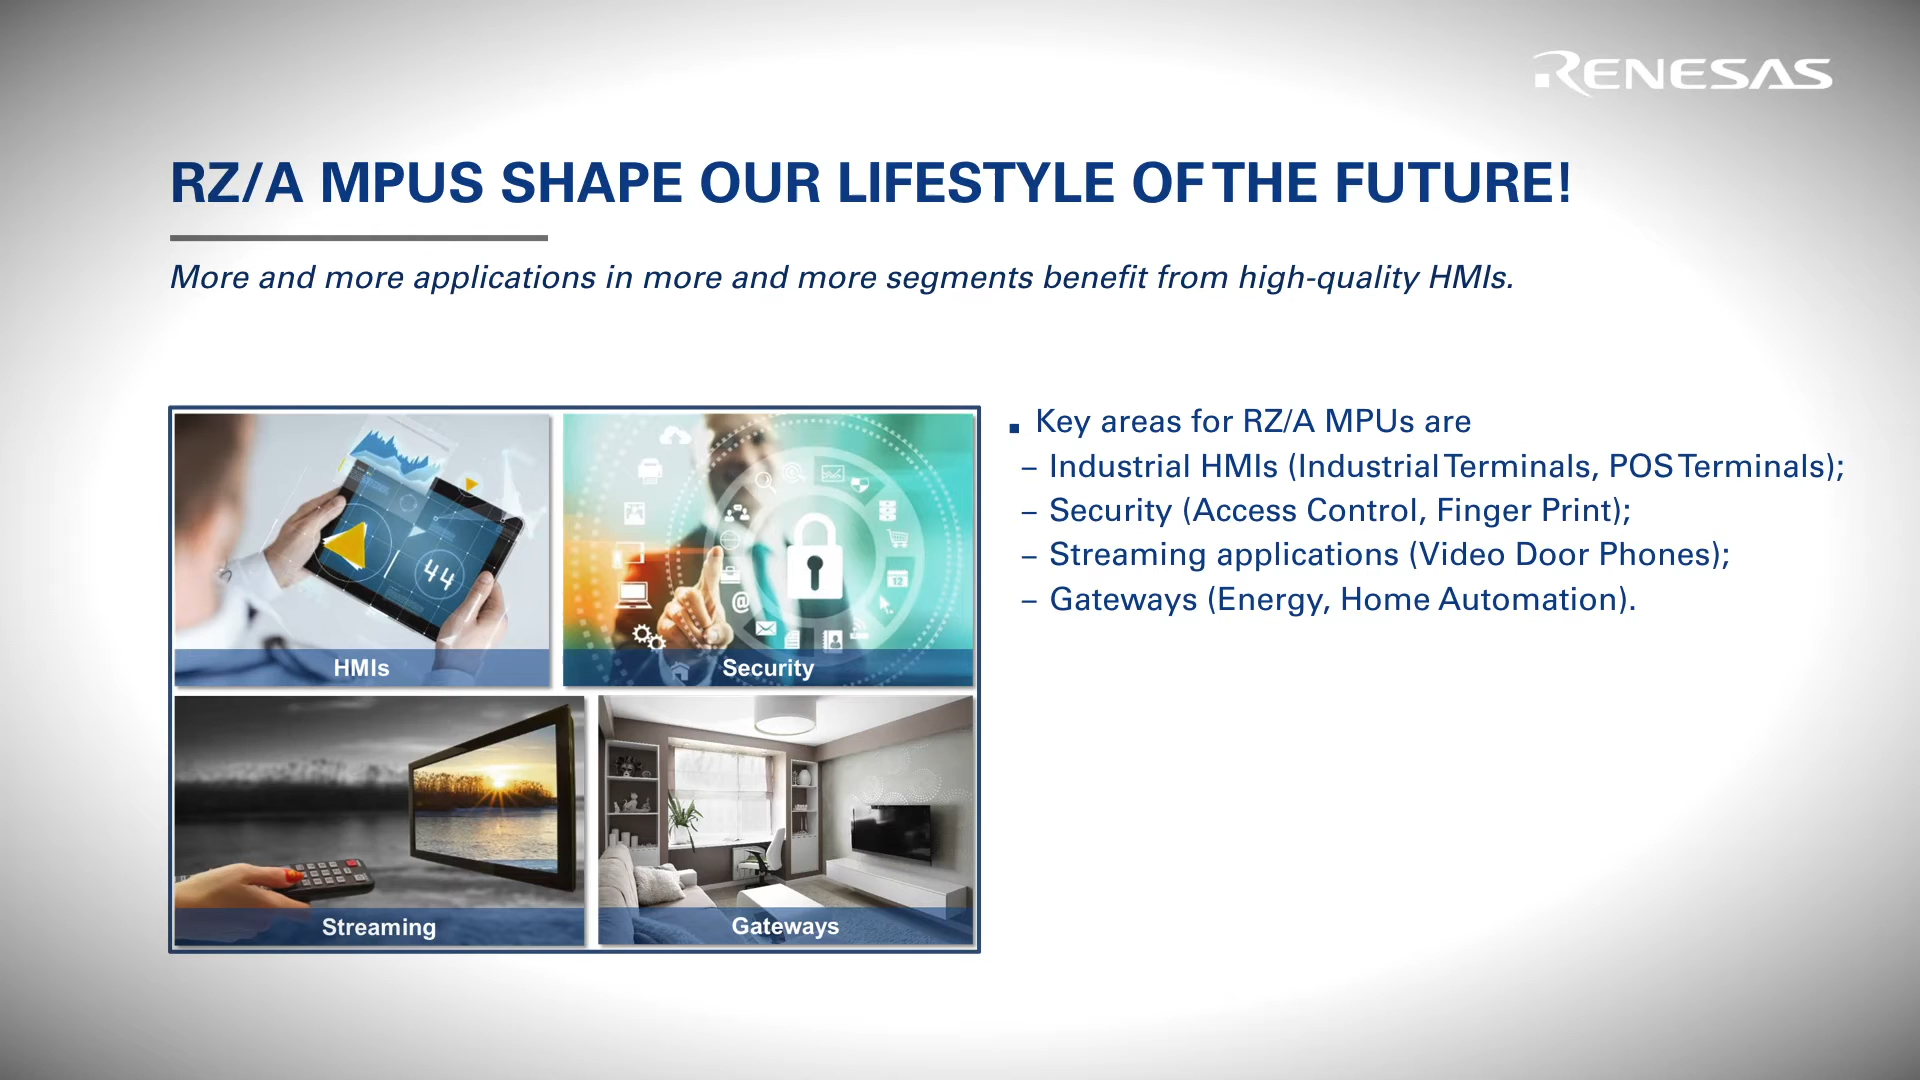 RENESAS
RZ/A MPUS SHAPE OUR LIFESTYLE OF THE FUTURE!
More and more applications in more and more segments benefit from high-quality HMIs.
▪ Key areas for RZ/A MPUs are
– Industrial HMIs (Industrial Terminals, POS Terminals);
– Security (Access Control, Finger Print);
– Streaming applications (Video Door Phones);
– Gateways (Energy, Home Automation).
44
HMIs
12
@
Security
Streaming
Gateways